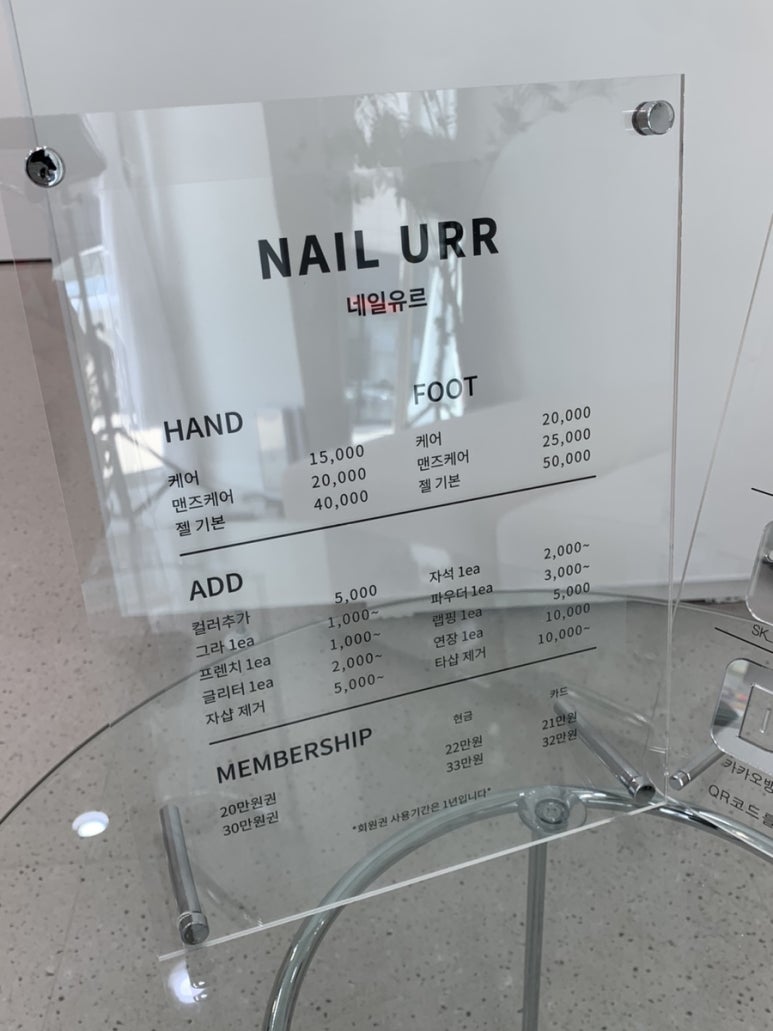 NAIL URR
네일유르
HAND
케어 15,000
맨즈케어 20,000
젤 기본 40,000
FOOT
케어 20,000
맨즈케어 25,000
젤 기본 50,000
ADD
컬러추가 5,000
그라 1ea 1,000~
프렌치 1ea 1,000~
글리터 1ea 2,000~
자샵 제거 5,000~
자석 1ea 2,000~
파우더 1ea 3,000~
랩핑 1ea 5,000
연장 1ea 10,000
타샵 제거 10,000~
MEMBERSHIP
현금 카드
20만원권 22만원 21만원
30만원권 33만원 32만원
"회원권 사용기간은 1년입니다"
SK
카카오뱅
QR코드를